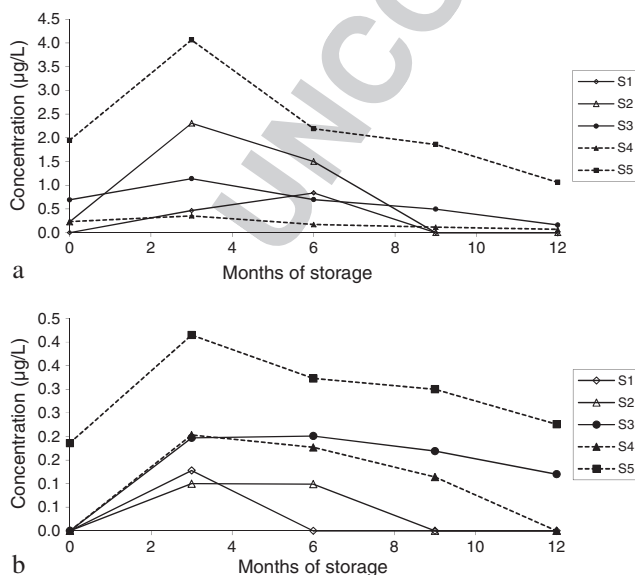 UNCO
4.5
4.0
3.5
3.0
2.5
2.0
1.5
1.0
0.5
0.0
Concentration (µg/L)
0 2 4 6 8 10 12
Months of storage
S1
S2
S3
S4
S5
a
0.5
0.4
0.4
0.3
0.3
0.2
0.2
0.1
0.1
0.0
Concentration (µg/L)
0 2 4 6 8 10 12
Months of storage
S1
S2
S3
S4
S5
b